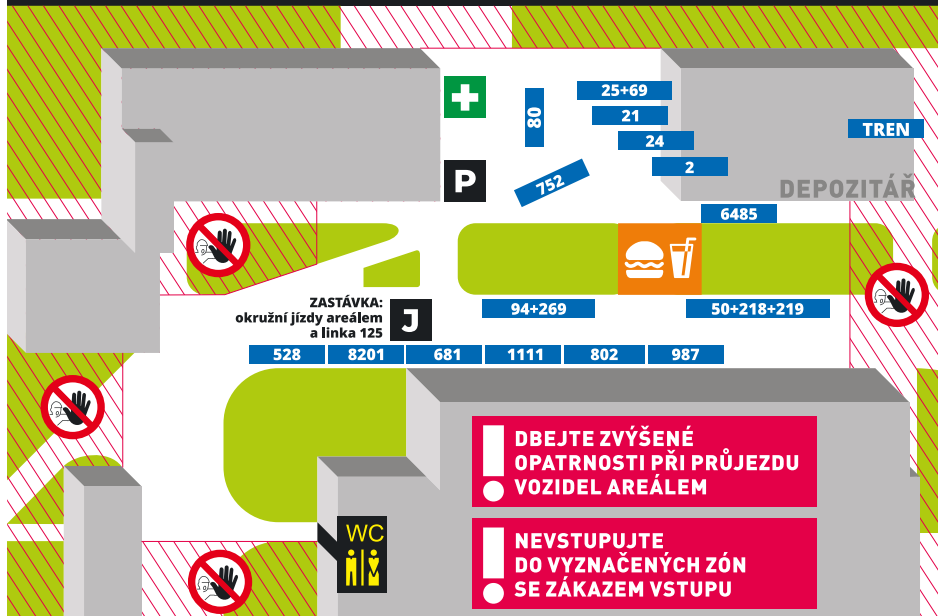 25+69
80
21
TREN
24
2
P
752
DEPOZITÁŘ
6485
ZASTÁVKA:
okružní jízdy areálem
a linka 125
J
94+269
50+218+219
528
8201
681
1111
802
987
DBEJTE ZVÝŠENÉ
OPATRNOSTI PŘI PRŮJEZDU
VOZIDEL AREÁLEM
WC
NEVSTUPUJTE
DO VYZNAČENÝCH ZÓN
SE ZÁKAZEM VSTUPU